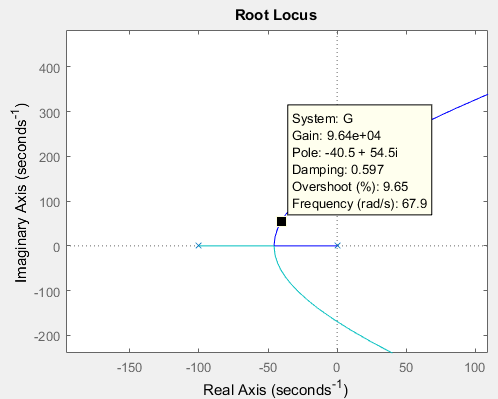 Root Locus
Imaginary Axis (seconds-1)
400
300
200
100
0
-100
-200
System: G
Gain: 9.64e+04
Pole: -40.5 + 54.5i
Damping: 0.597
Overshoot (%): 9.65
Frequency (rad/s): 67.9
-150 -100 -50 0 50 100
Real Axis (seconds-1)